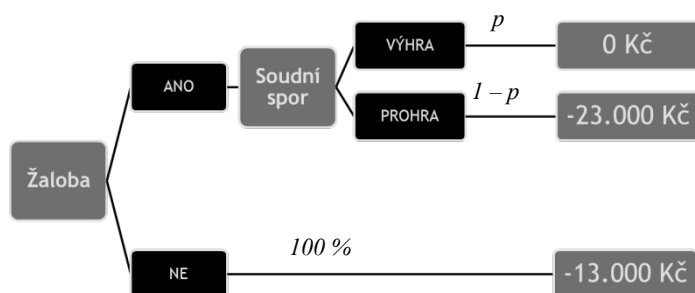 p
VÝHRA
0 Kč
Soudní
spor
ANO
1 – p
PROHRA
-23.000 Kč
Žaloba
100 %
NE
-13.000 Kč